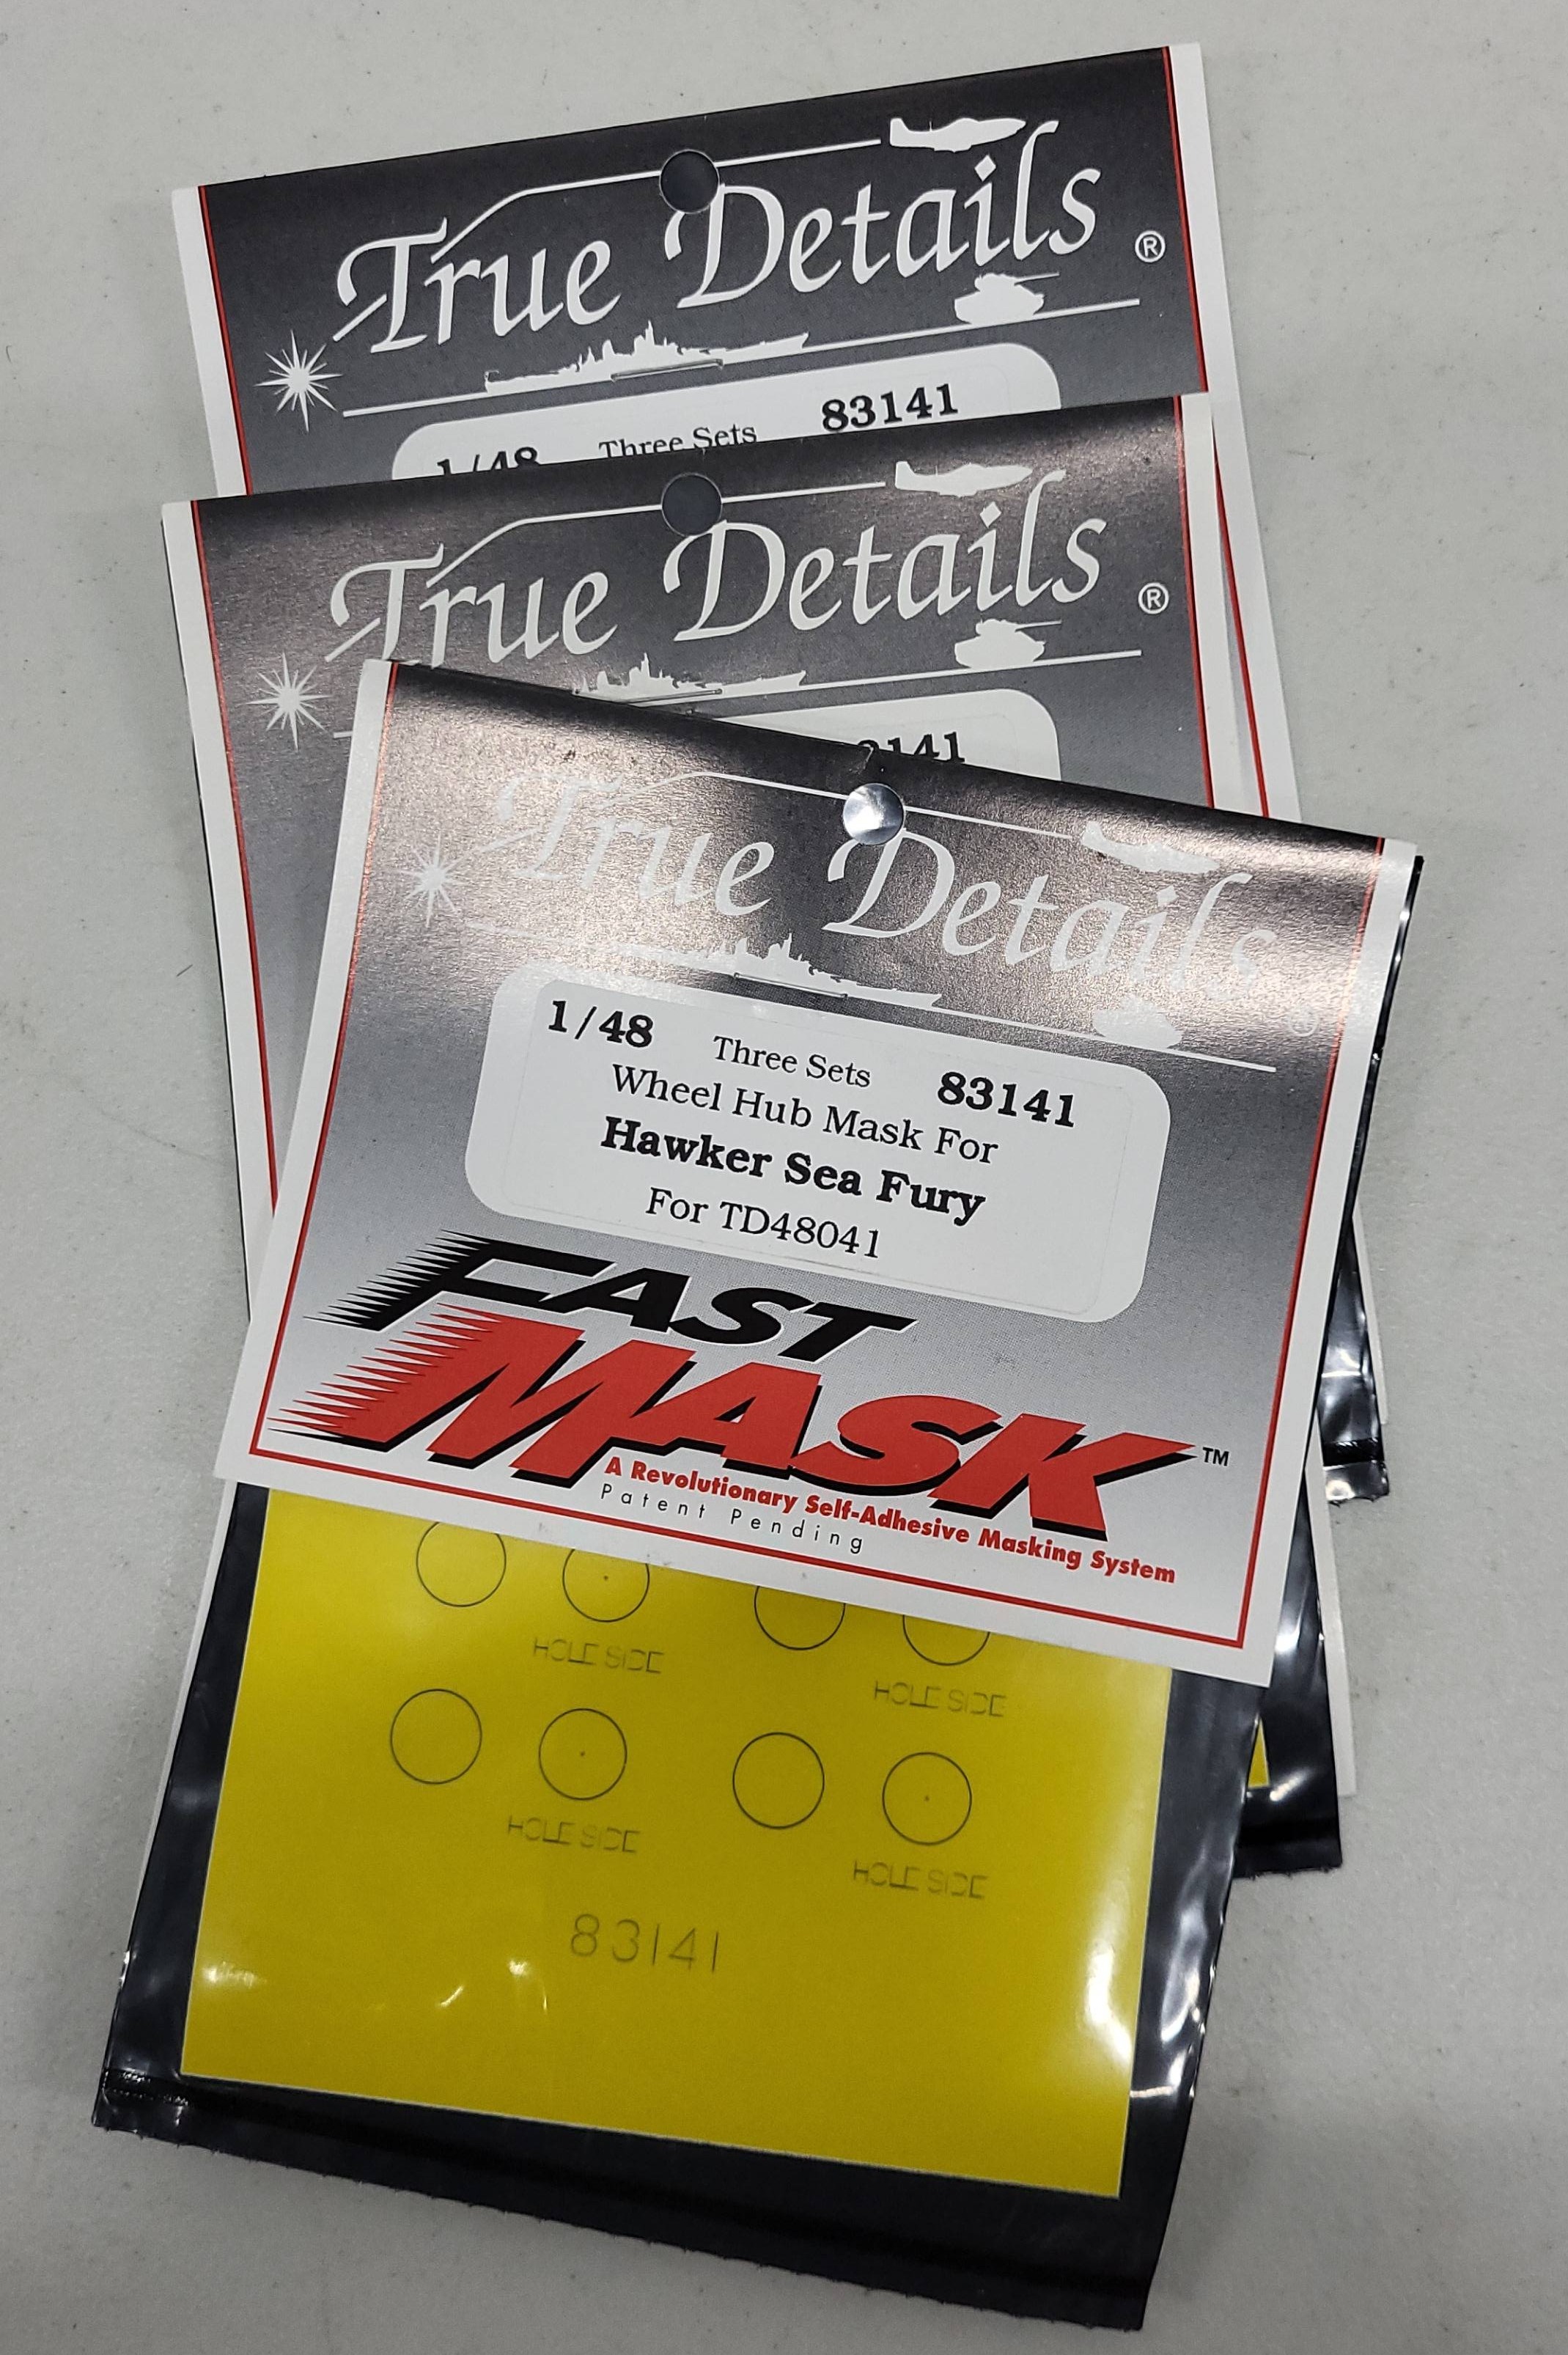 True Details ®
1/48 Three Sets 83141
True Details ®
True Details
1/48 Three Sets 83141
Wheel Hub Mask For
Hawker Sea Fury
For TD48041
FAST
MASK ™
A Revolutionary Self-Adhesive Masking System
Patent Pending
HOLE SIDE
HOLE SIDE
HOLE SIDE
HOLE SIDE
83141